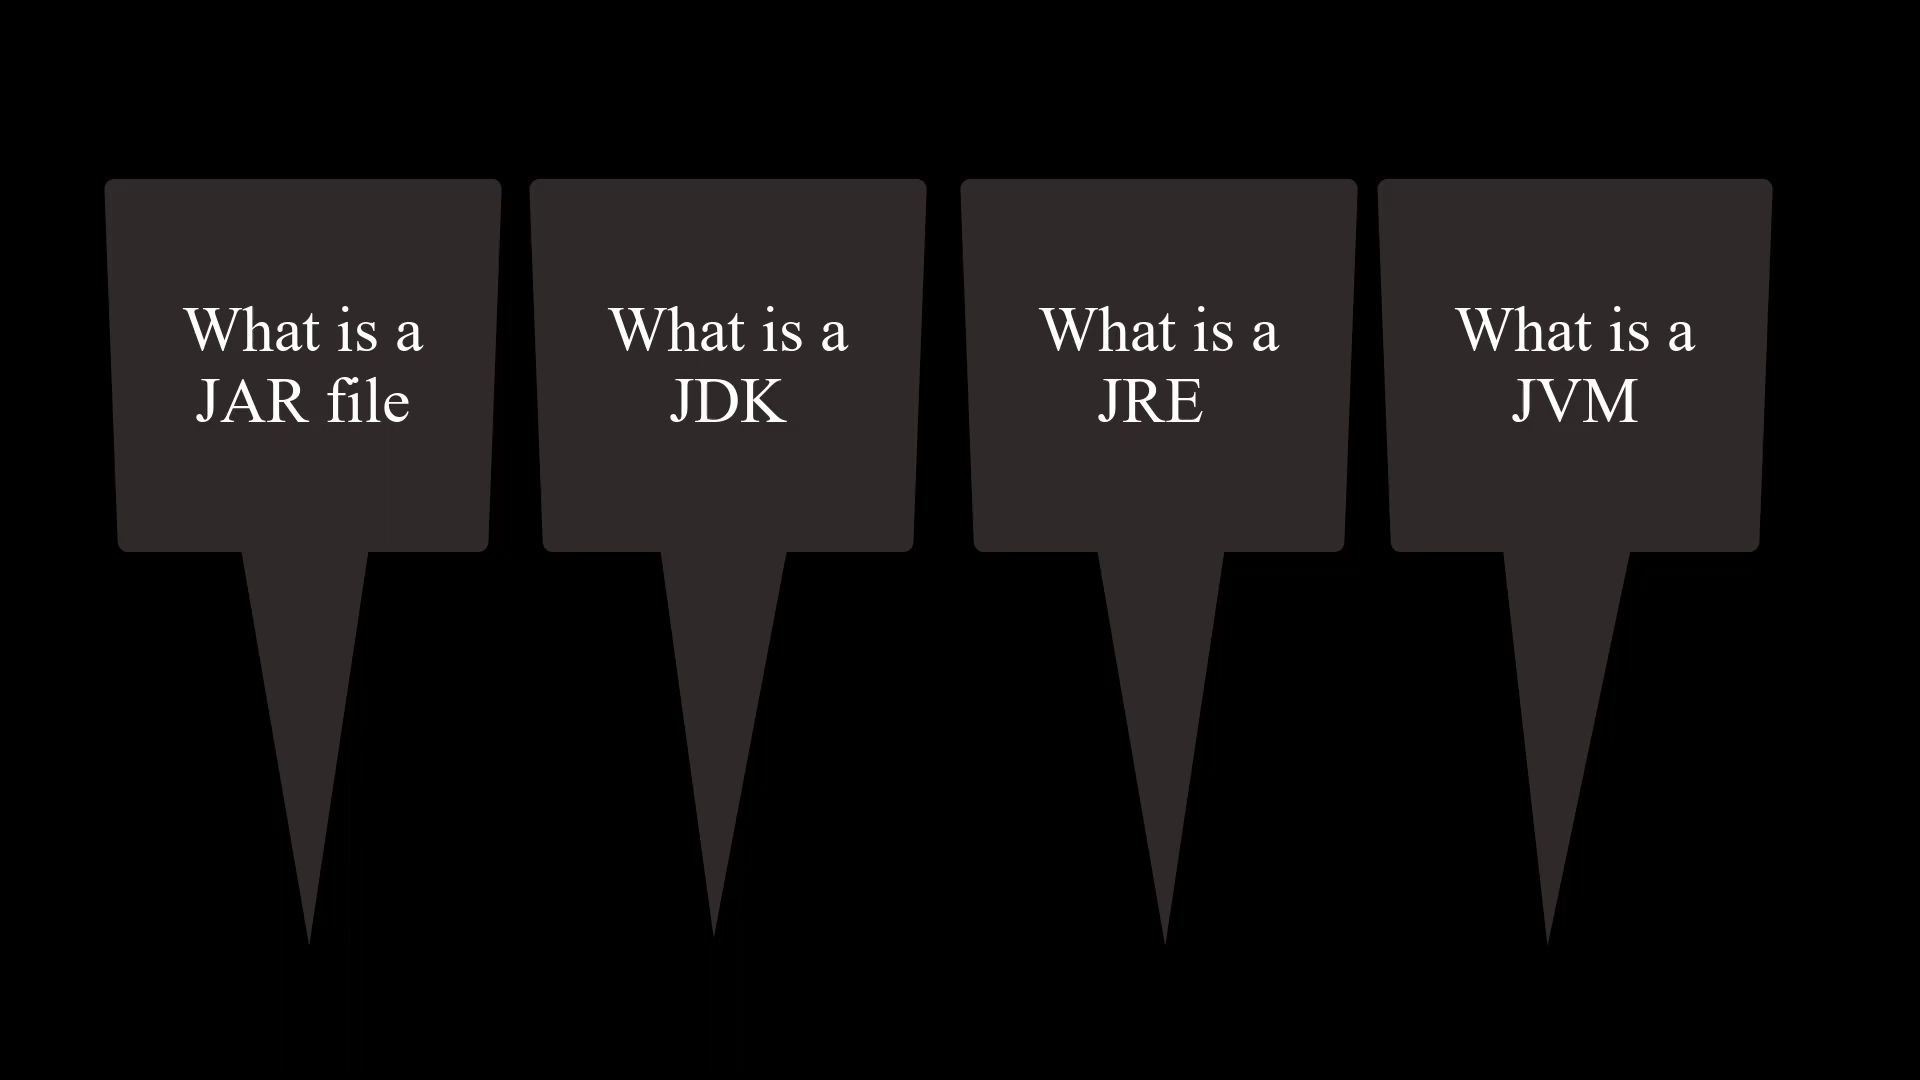 What is a
JAR file
What is a
JDK
What is a
JRE
What is a
JVM